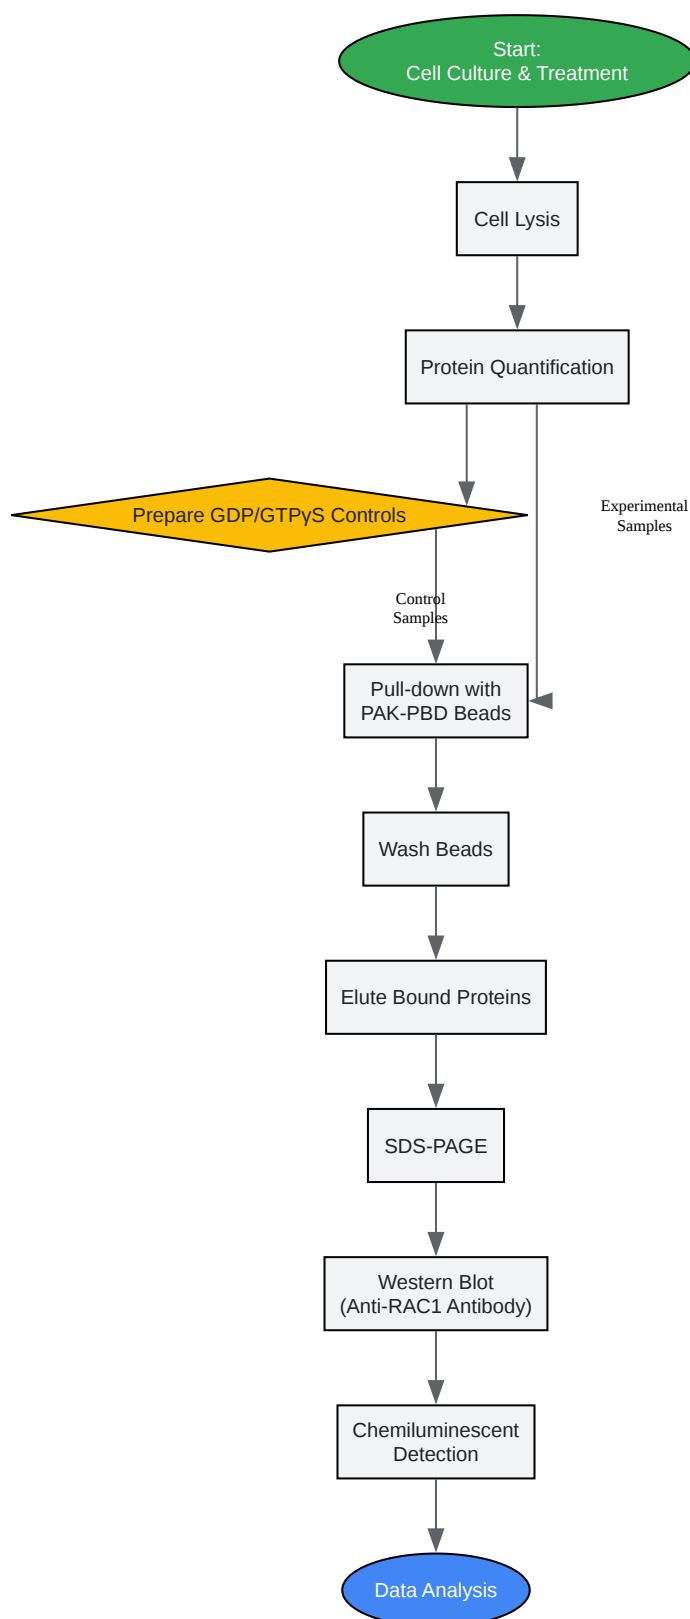 Start:
Cell Culture & Treatment
Cell Lysis
Protein Quantification
Prepare GDP/GTPγS Controls
Experimental
Samples
Control
Samples
Pull-down with
PAK-PBD Beads
Wash Beads
Elute Bound Proteins
SDS-PAGE
Western Blot
(Anti-RAC1 Antibody)
Chemiluminescent
Detection
Data Analysis